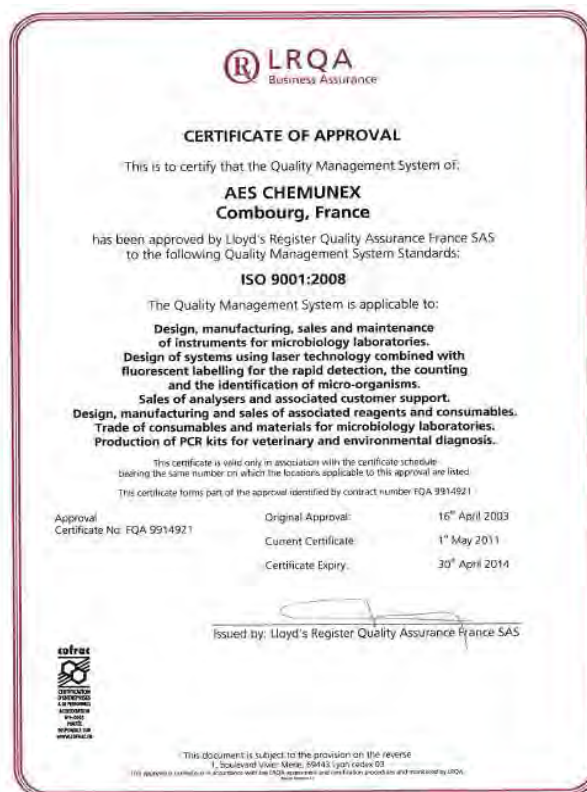 LRQA
Business Assurance
CERTIFICATE OF APPROVAL
This is to certify that the Quality Management System of:
AES CHEMUNEX
Combourg, France
has been approved by Lloyd's Register Quality Assurance France SAS
to the following Quality Management System Standards:
ISO 9001:2008
The Quality Management System is applicable to:
Design, manufacturing, sales and maintenance
of instruments for microbiology laboratories.
Design of systems using laser technology combined with
fluorescent labelling for the rapid detection, the counting
and the identification of micro-organisms.
Sales of analysers and associated customer support.
Design, manufacturing and sales of associated reagents and consumables.
Trade of consumables and materials for microbiology laboratories.
Production of PCR kits for veterinary and environmental diagnosis.
This certificate is valid only in association with the certificate schedule
bearing the same number on which the locations applicable to this approval are listed
This certificate forms part of the approval identified by contract number FQA 9914921
Approval
Certificate No: FQA 9914921
Original Approval: 16th April 2003
Current Certificate 1st May 2011
Certificate Expiry: 30th April 2014
Issued by: Lloyd's Register Quality Assurance France SAS
cofrac
CERTIFICATION
D'ENTREPRISES
This document is subject to the provision on the reverse
1, boulevard Vivier Merle, 69443 Lyon cedex 03